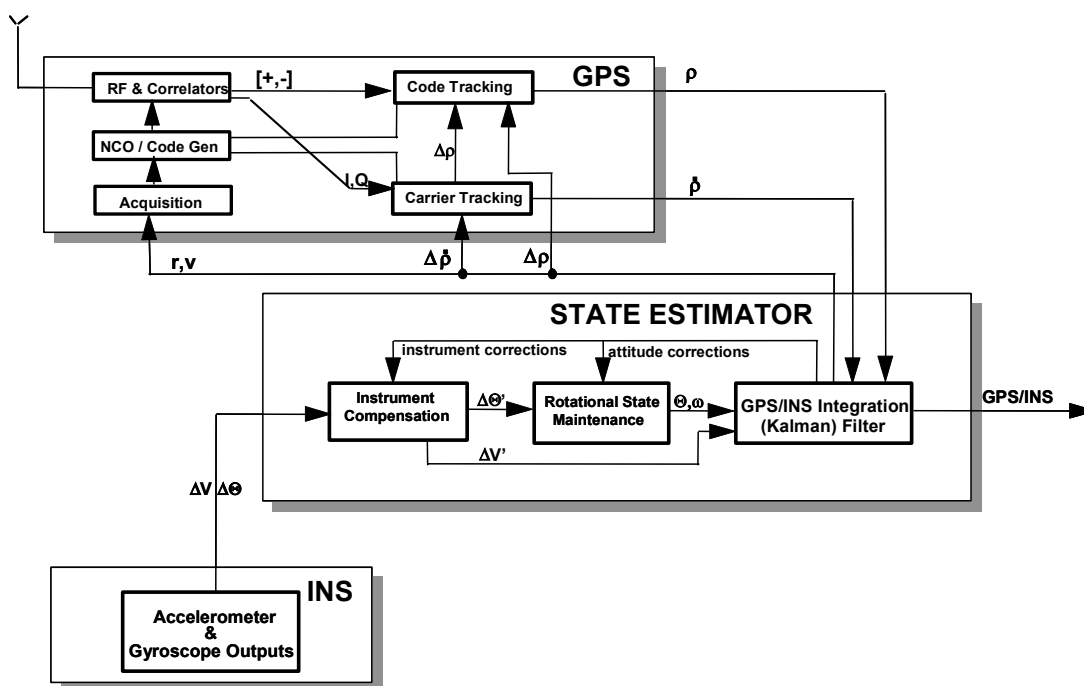 GPS
ρ
RF & Correlators
[+,-]
Code Tracking
NCO / Code Gen
Δρ
I,Q
ρ̇
Acquisition
Carrier Tracking
r,v
Δρ̇
Δρ
STATE ESTIMATOR
instrument corrections
attitude corrections
Instrument
Compensation
ΔΘ'
Rotational State
Maintenance
Θ,ω
GPS/INS Integration
(Kalman) Filter
GPS/INS
ΔV'
ΔV
ΔΘ
INS
Accelerometer
&
Gyroscope Outputs